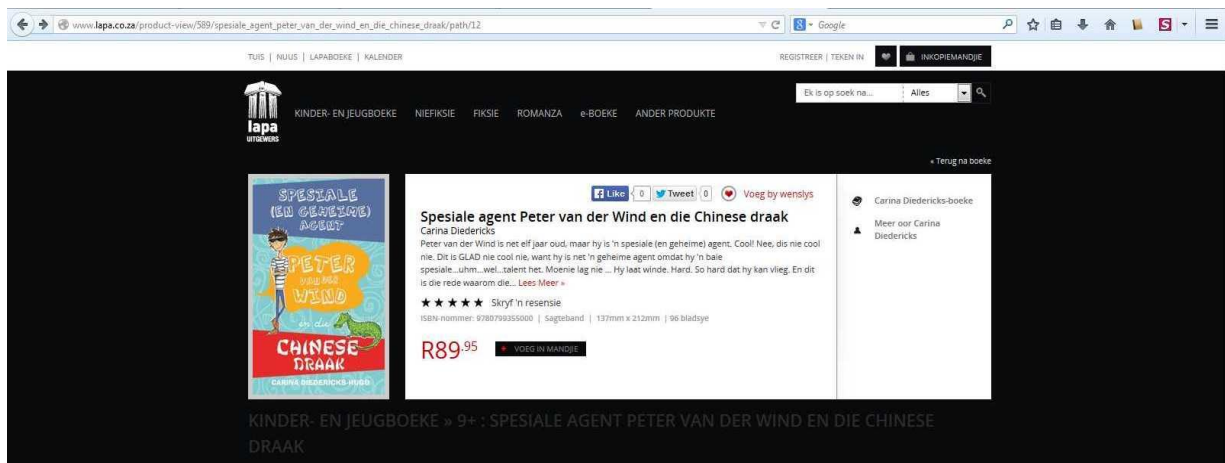 www.lapa.co.za/product-view/589/spesiale_agent_peter_van_der_wind_en_die_chinese_draak/path/12
Google
TUIS | NUUS | LAPABOEKE | KALENDER
REGISTREER | TEKEN IN
INKOPIEMANDJIE
lapa
UITGEWERS
KINDER- EN JEUGBOEKE NIEFIKSIE FIKSIE ROMANZA e-BOEKE ANDER PRODUKTE
Ek is op soek na... Alles
« Terug na boeke
SPESIALE
(EN GEHEIME)
AGENT
PETER
VAN DER
WIND
en die
CHINESE
DRAAK
CARINA DIEDERICKS-HUGO
Like 0 Tweet 0 Voeg by wenslys
Spesiale agent Peter van der Wind en die Chinese draak
Carina Diedericks
Peter van der Wind is net elf jaar oud, maar hy is 'n spesiale (en geheime) agent. Cool! Nee, dis nie cool
nie. Dit is GLAD nie cool nie, want hy is net 'n geheime agent omdat hy 'n baie
spesiale...uhm...wel...talent het. Moenie lag nie ... Hy laat winde. Hard. So hard dat hy kan vlieg. En dit
is die rede waarom die... Lees Meer »
★ ★ ★ ★ ★ Skryf 'n resensie
ISBN-nommer: 9780799355000 | Sagteband | 137mm x 212mm | 96 bladsye
R89.95 VOEG IN MANDJIE
Carina Diedericks-boeke
Meer oor Carina
Diedericks
KINDER- EN JEUGBOEKE » 9+ : SPESIALE AGENT PETER VAN DER WIND EN DIE CHINESE
DRAAK